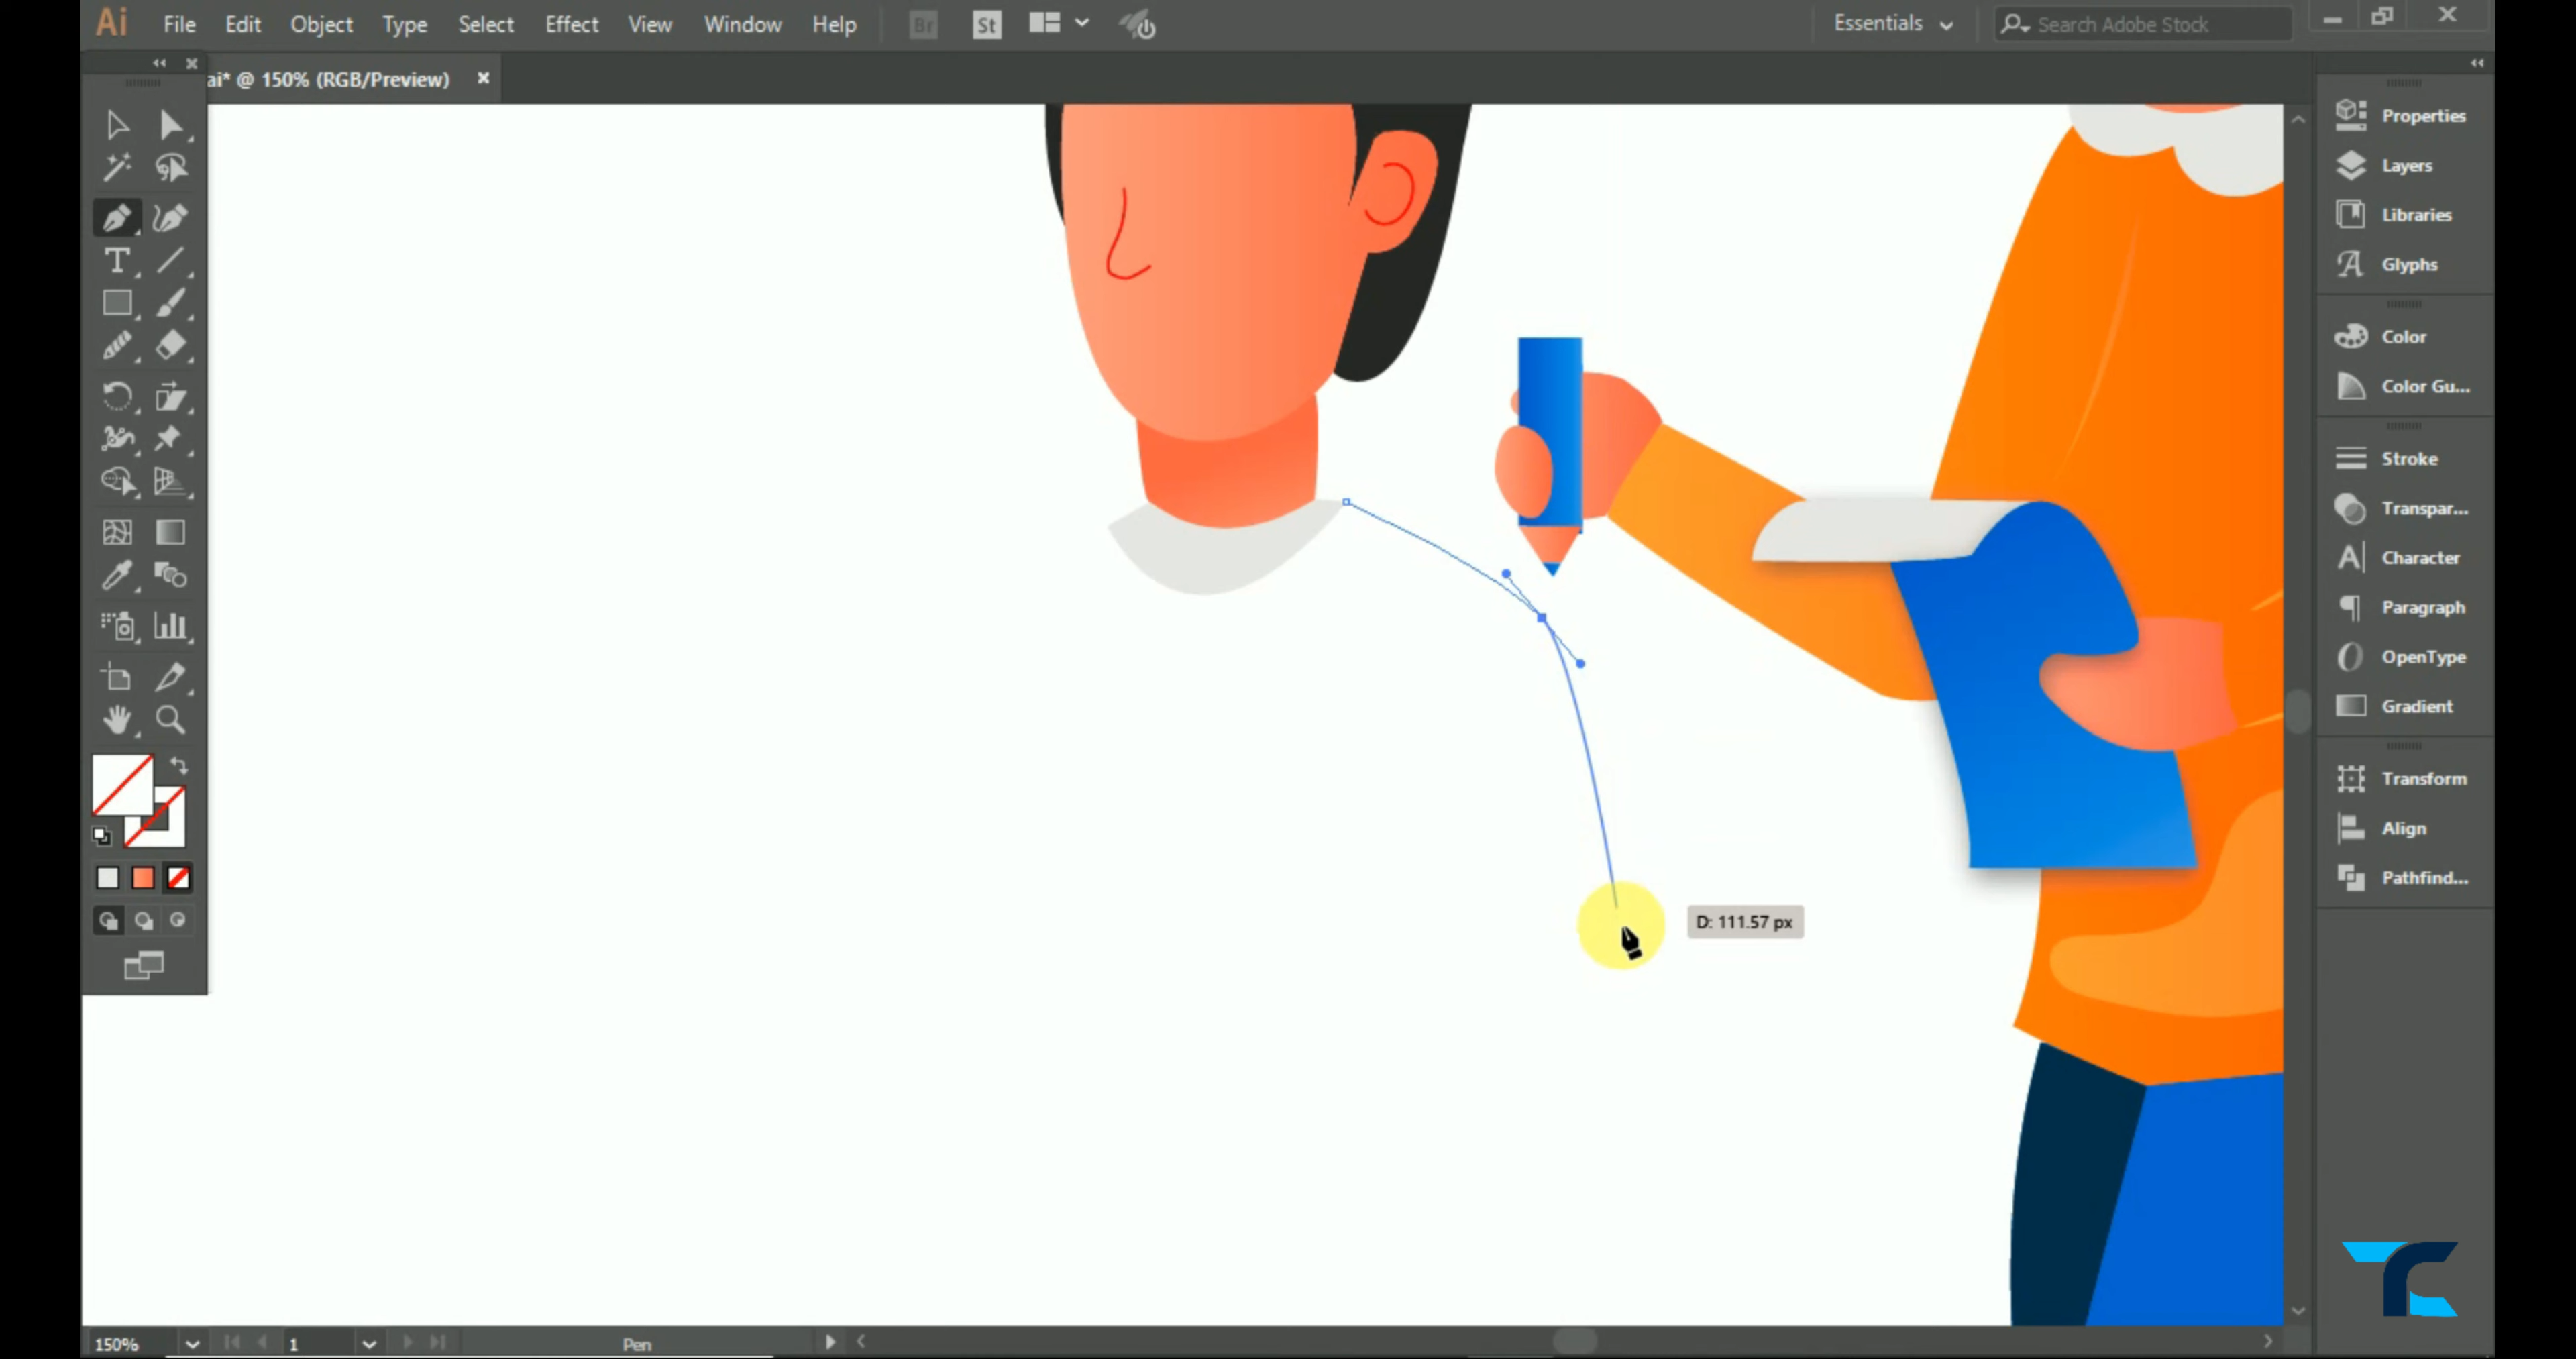 Ai File Edit Object Type Select Effect View Window Help Br St Essentials Search Adobe Stock
ai* @ 150% (RGB/Preview)
Properties
Layers
Libraries
Glyphs
Color
Color Gu...
Stroke
Transpar...
Character
Paragraph
OpenType
Gradient
Transform
Align
Pathfind...
D: 111.57 px
TC
150% 1 Pen